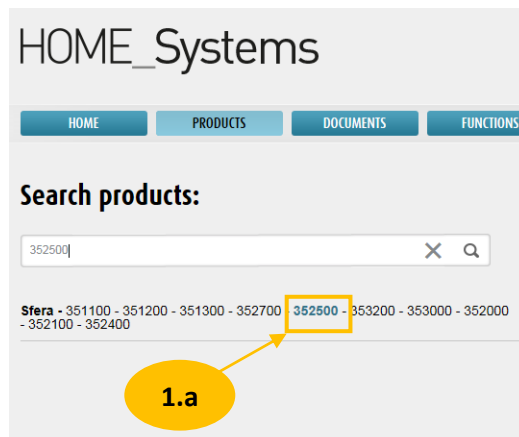 HOME_Systems
HOME PRODUCTS DOCUMENTS FUNCTIONS
Search products:
352500
Sfera - 351100 - 351200 - 351300 - 352700 - 352500 - 353200 - 353000 - 352000
- 352100 - 352400
1.a